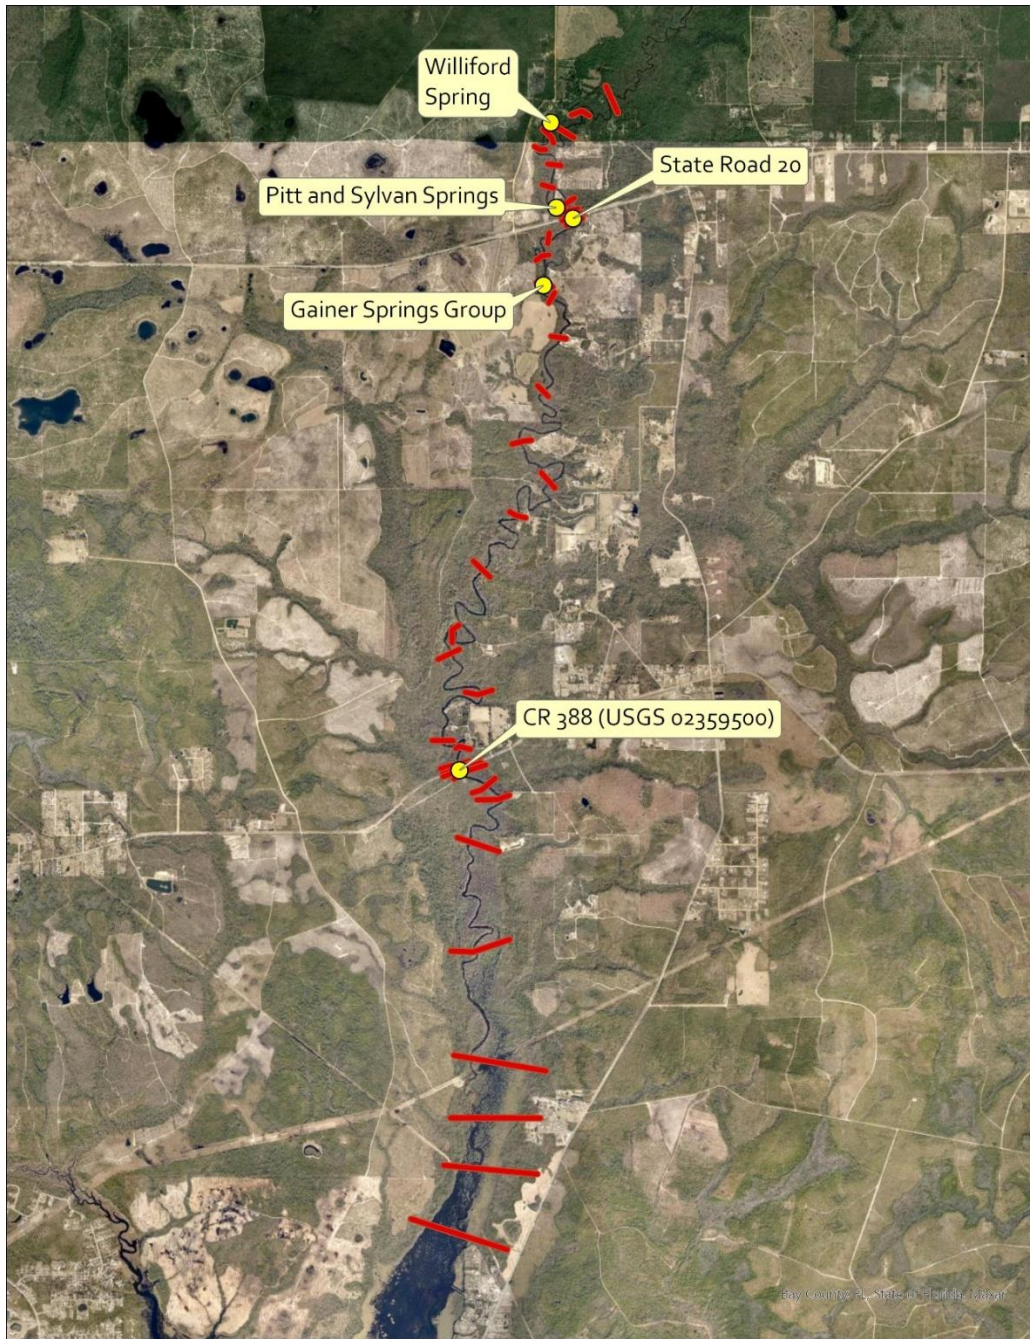 Williford
Spring
State Road 20
Pitt and Sylvan Springs
Gainer Springs Group
CR 388 (USGS 02359500)
Bay County, FL, State of Florida, Maxar